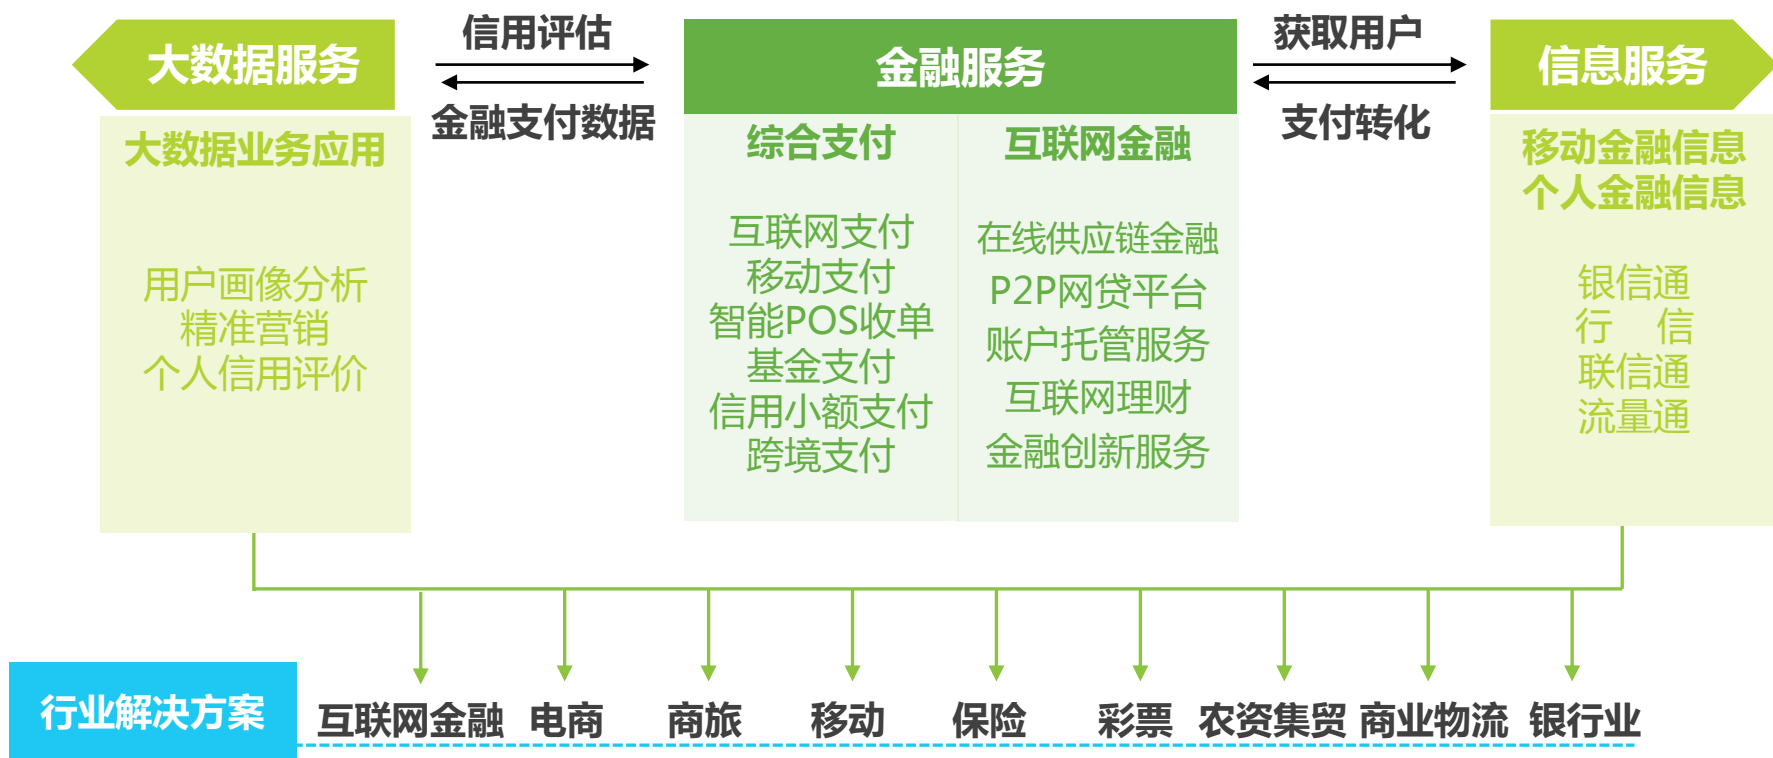 大数据服务
信用评估
金融支付数据
金融服务
获取用户
支付转化
信息服务
大数据业务应用
用户画像分析
精准营销
个人信用评价
综合支付
互联网支付
移动支付
智能POS收单
基金支付
信用小额支付
跨境支付
互联网金融
在线供应链金融
P2P网贷平台
账户托管服务
互联网理财
金融创新服务
移动金融信息
个人金融信息
银信通
行 信
联信通
流量通
行业解决方案
互联网金融 电商 商旅 移动 保险 彩票 农资集贸 商业物流 银行业